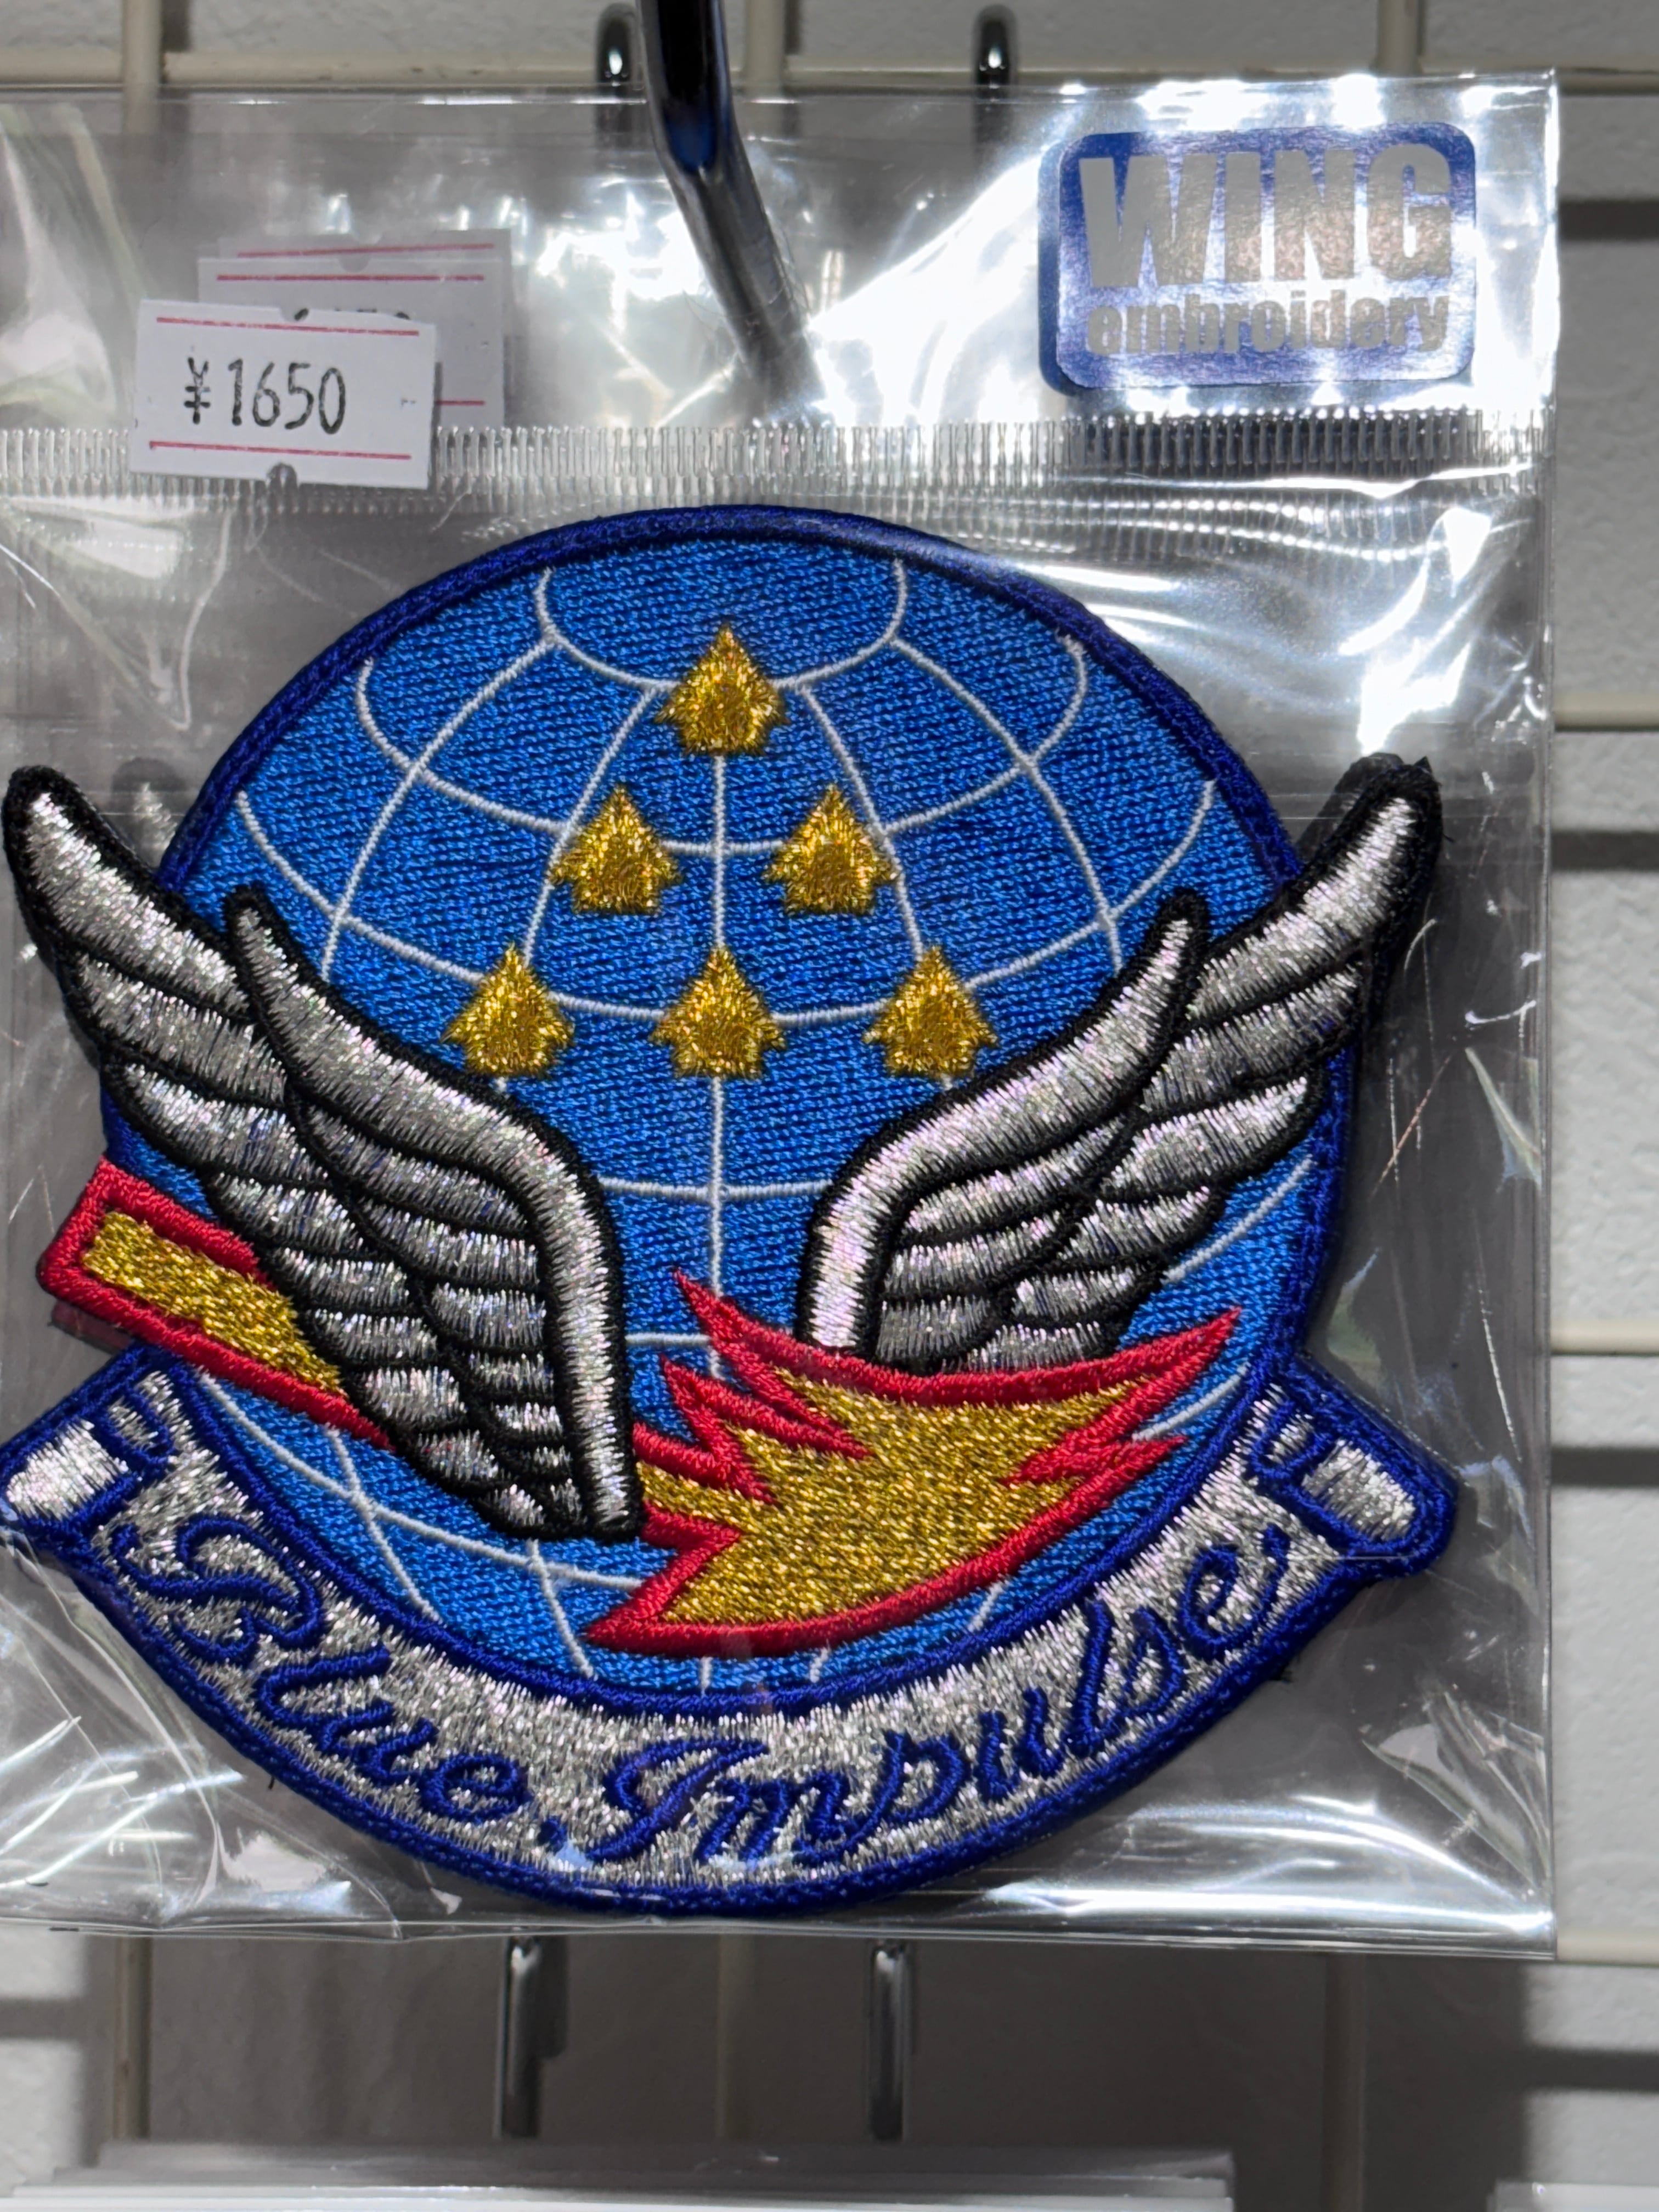 WING
embroidery
¥1650
Blue Impulse